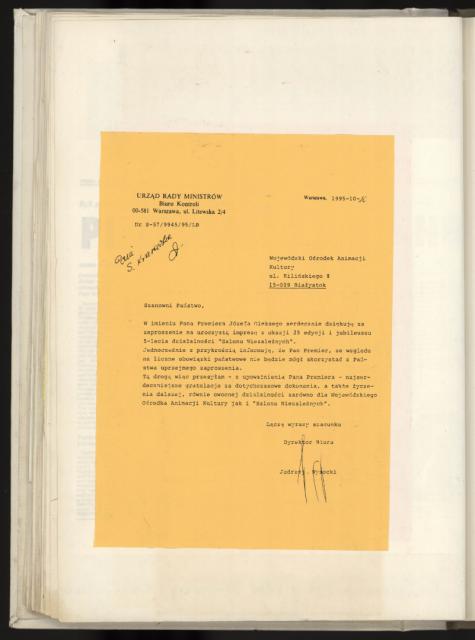 URZĄD RADY MINISTRÓW
Biuro Kontroli
00-581 Warszawa, ul. Litewska 2/4
Warszawa, 1995-10-
Nr B-57/9945/95/LD
Pani
S.
Wojewódzki Ośrodek Animacji
Kultury
ul. Kilińskiego 8
15-089 Białystok
Szanowni Państwo,
W imieniu Pana Premiera Józefa Oleksego serdecznie dziękuję za
zaproszenie na uroczystą imprezę z okazji 25 edycji i jubileuszu
5-lecia działalności "Salonu Niezależnych".
Jednocześnie z przykrością informuję, że Pan Premier, ze względu
na liczne obowiązki państwowe nie będzie mógł skorzystać z Pań-
stwa uprzejmego zaproszenia.
Tą drogą więc przesyłam - z upoważnienia Pana Premiera - najser-
deczniejsze gratulacje za dotychczasowe dokonania, a także życze-
nia dalszej, równie owocnej działalności zarówno dla Wojewódzkiego
Ośrodka Animacji Kultury jak i "Salonu Niezależnych".
Łączę wyrazy szacunku
Dyrektor Biura
Jędrzej Wysocki